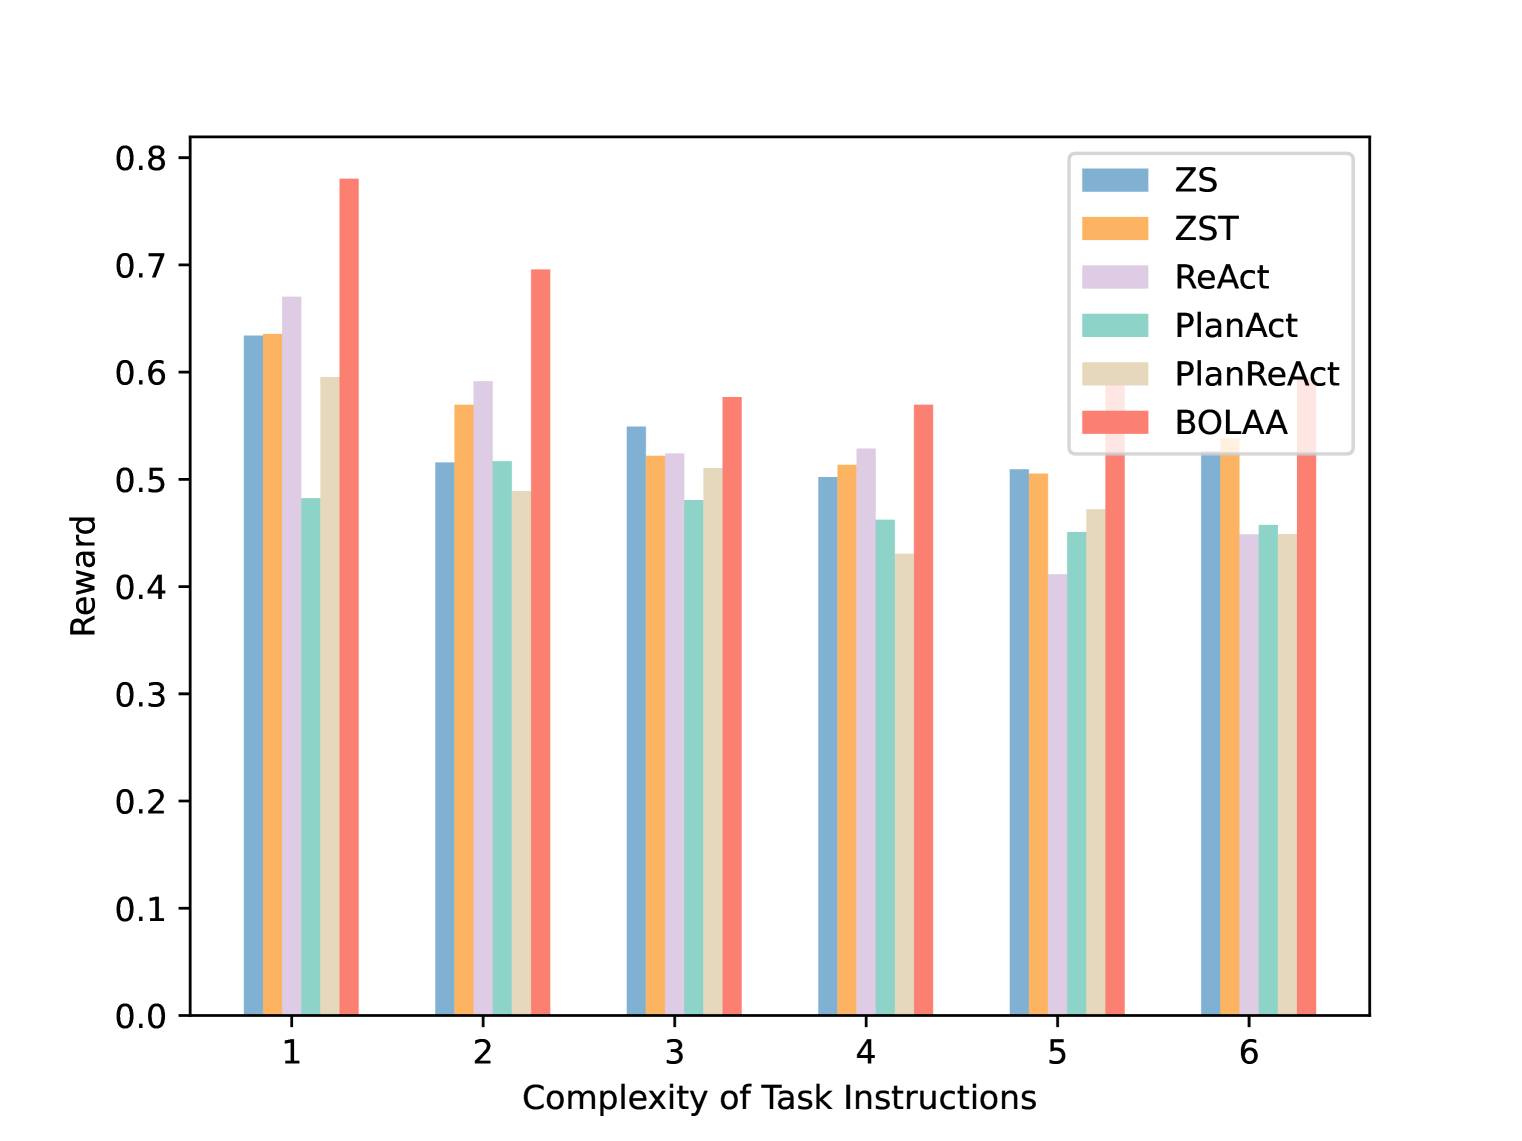 0.8
0.7
0.6
0.5
0.4
0.3
0.2
0.1
0.0
Reward
ZS
ZST
ReAct
PlanAct
PlanReAct
BOLAA
1 2 3 4 5 6
Complexity of Task Instructions